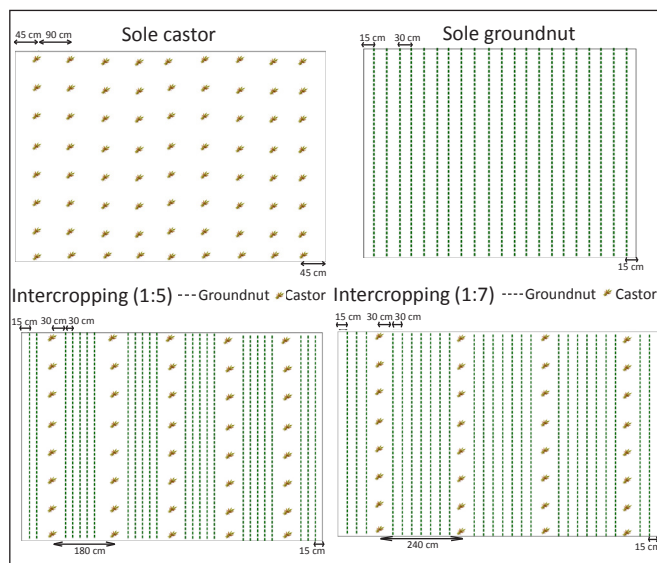 Sole castor
45 cm 90 cm
45 cm
Sole groundnut
15 cm 30 cm
15 cm
Intercropping (1:5) ----Groundnut Castor
15 cm 30 cm 30 cm
180 cm
15 cm
Intercropping (1:7) ----Groundnut Castor
15 cm 30 cm 30 cm
240 cm
15 cm